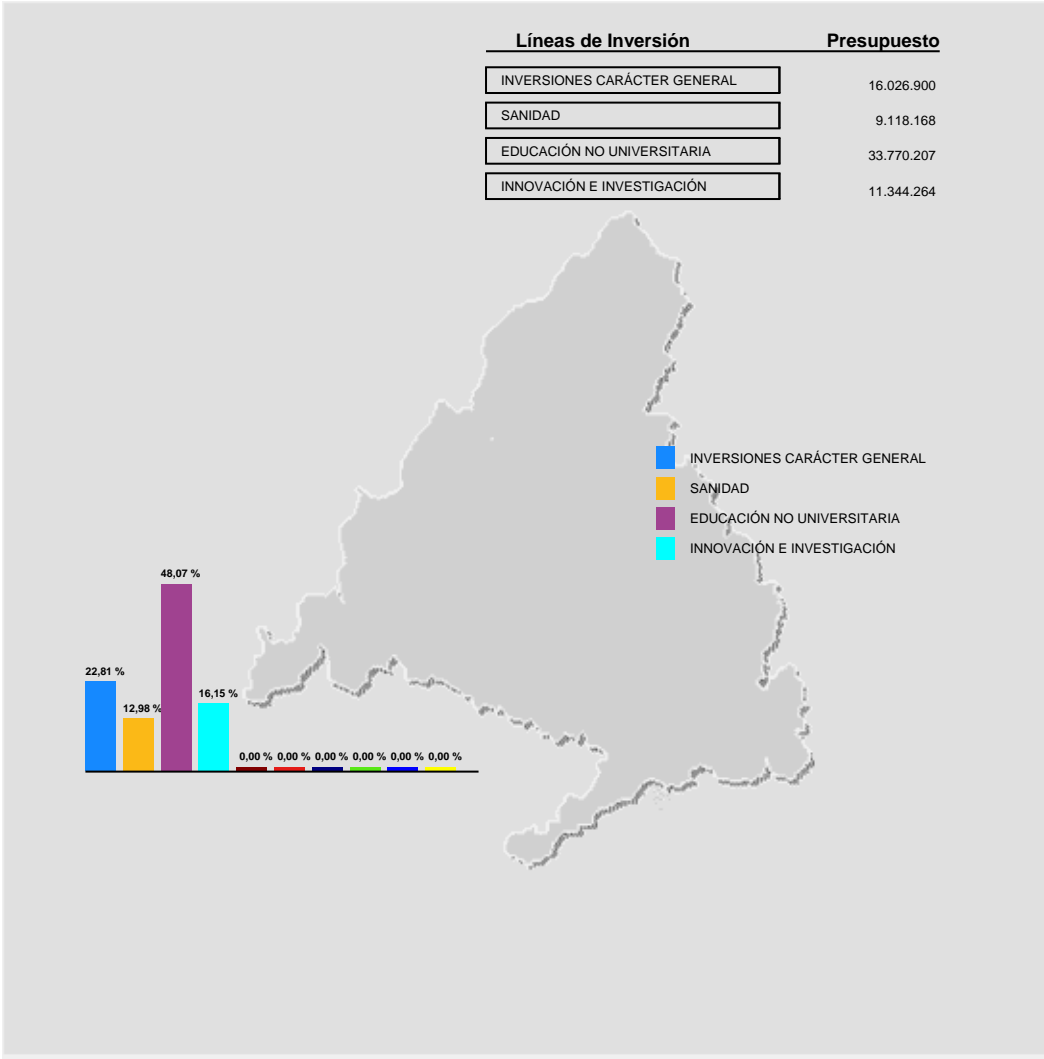 Líneas de Inversión Presupuesto
INVERSIONES CARÁCTER GENERAL 16.026.900
SANIDAD 9.118.168
EDUCACIÓN NO UNIVERSITARIA 33.770.207
INNOVACIÓN E INVESTIGACIÓN 11.344.264
INVERSIONES CARÁCTER GENERAL
SANIDAD
EDUCACIÓN NO UNIVERSITARIA
INNOVACIÓN E INVESTIGACIÓN
48,07 %
22,81 %
12,98 % 16,15 %
0,00 % 0,00 % 0,00 % 0,00 % 0,00 % 0,00 %